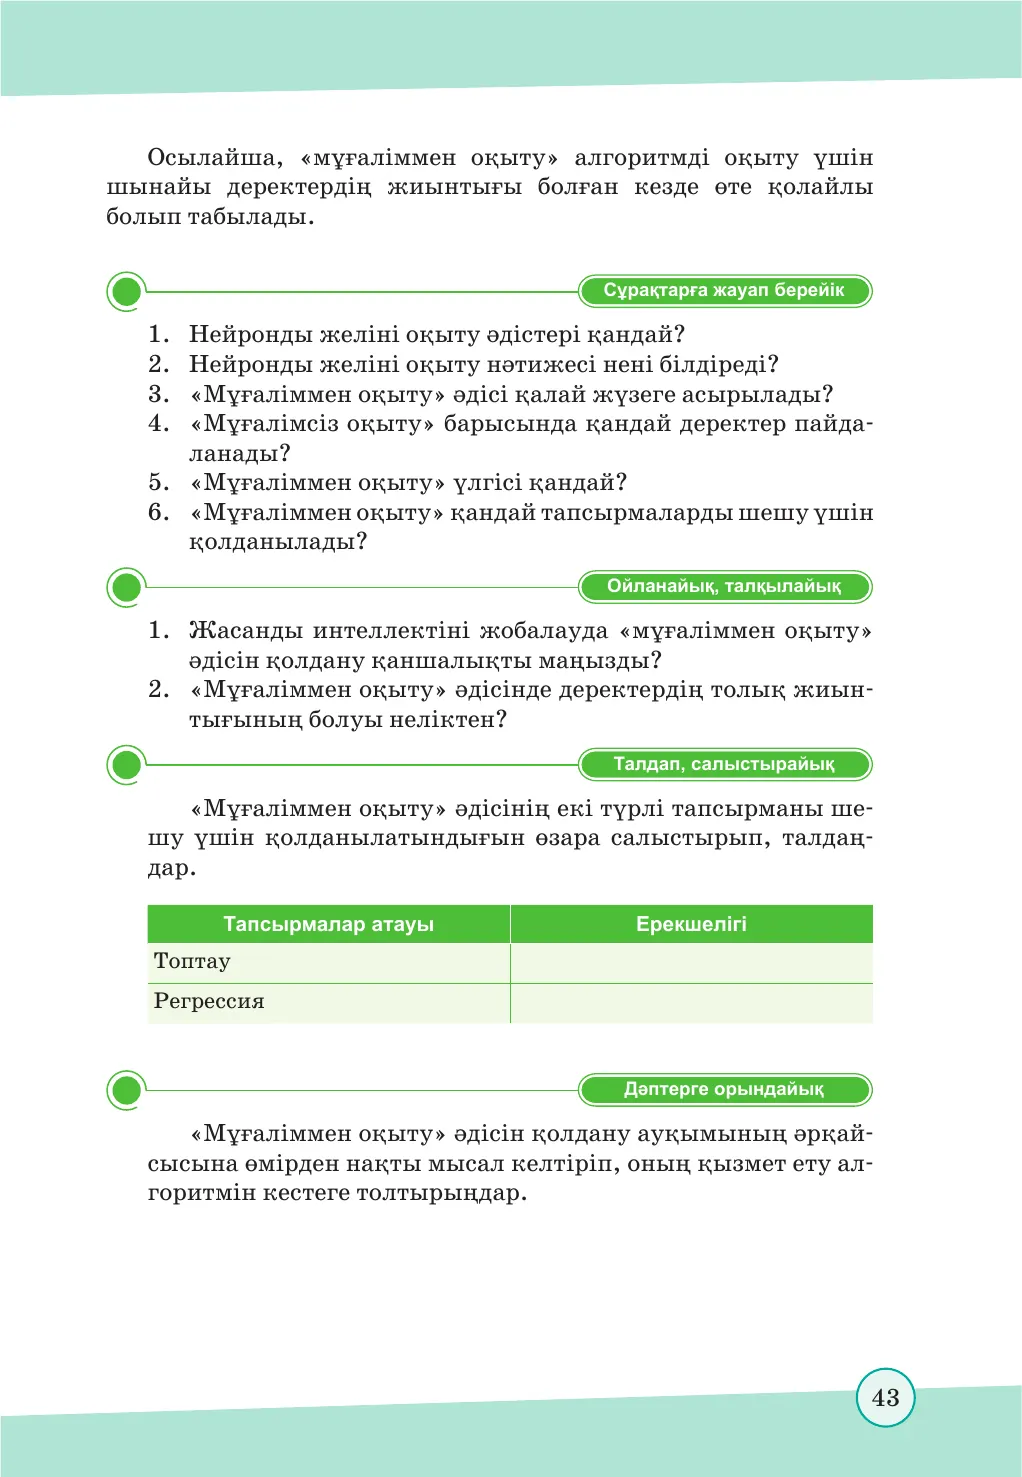 Осылайша, «мұғаліммен оқыту» алгоритмді оқыту үшін
шынайы деректердің жиынтығы болған кезде өте қолайлы
болып табылады.
Сұрақтарға жауап берейік
1. Нейронды желіні оқыту әдістері қандай?
2. Нейронды желіні оқыту нәтижесі нені білдіреді?
3. «Мұғаліммен оқыту» әдісі қалай жүзеге асырылады?
4. «Мұғалімсіз оқыту» барысында қандай деректер пайда-
ланады?
5. «Мұғаліммен оқыту» үлгісі қандай?
6. «Мұғаліммен оқыту» қандай тапсырмаларды шешу үшін
қолданылады?
Ойланайық, талқылайық
1. Жасанды интеллектіні жобалауда «мұғаліммен оқыту»
әдісін қолдану қаншалықты маңызды?
2. «Мұғаліммен оқыту» әдісінде деректердің толық жиын-
тығының болуы неліктен?
Талдап, салыстырайық
«Мұғаліммен оқыту» әдісінің екі түрлі тапсырманы ше-
шу үшін қолданылатындығын өзара салыстырып, талдаң-
дар.
Тапсырмалар атауы Ерекшелігі
Топтау
Регрессия
Дәптерге орындайық
«Мұғаліммен оқыту» әдісін қолдану ауқымының әрқай-
сысына өмірден нақты мысал келтіріп, оның қызмет ету ал-
горитмін кестеге толтырыңдар.
43